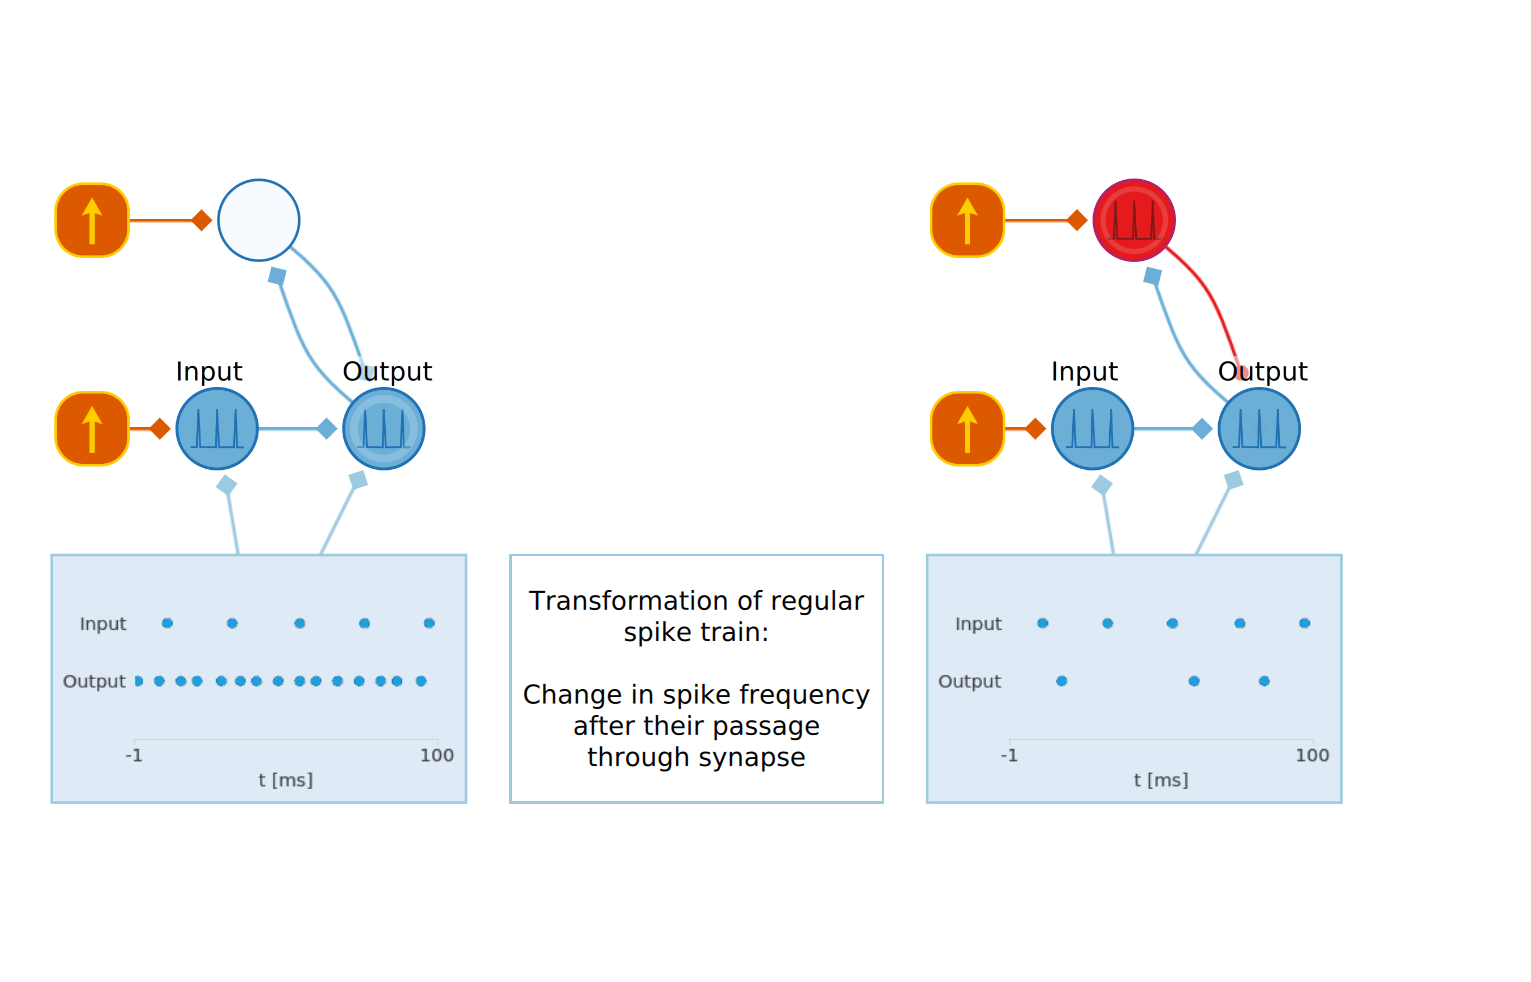 Input
Output
Input
Output
-1
100
t [ms]
Transformation of regular
spike train:
Change in spike frequency
after their passage
through synapse
Input
Output
Input
Output
-1
100
t [ms]